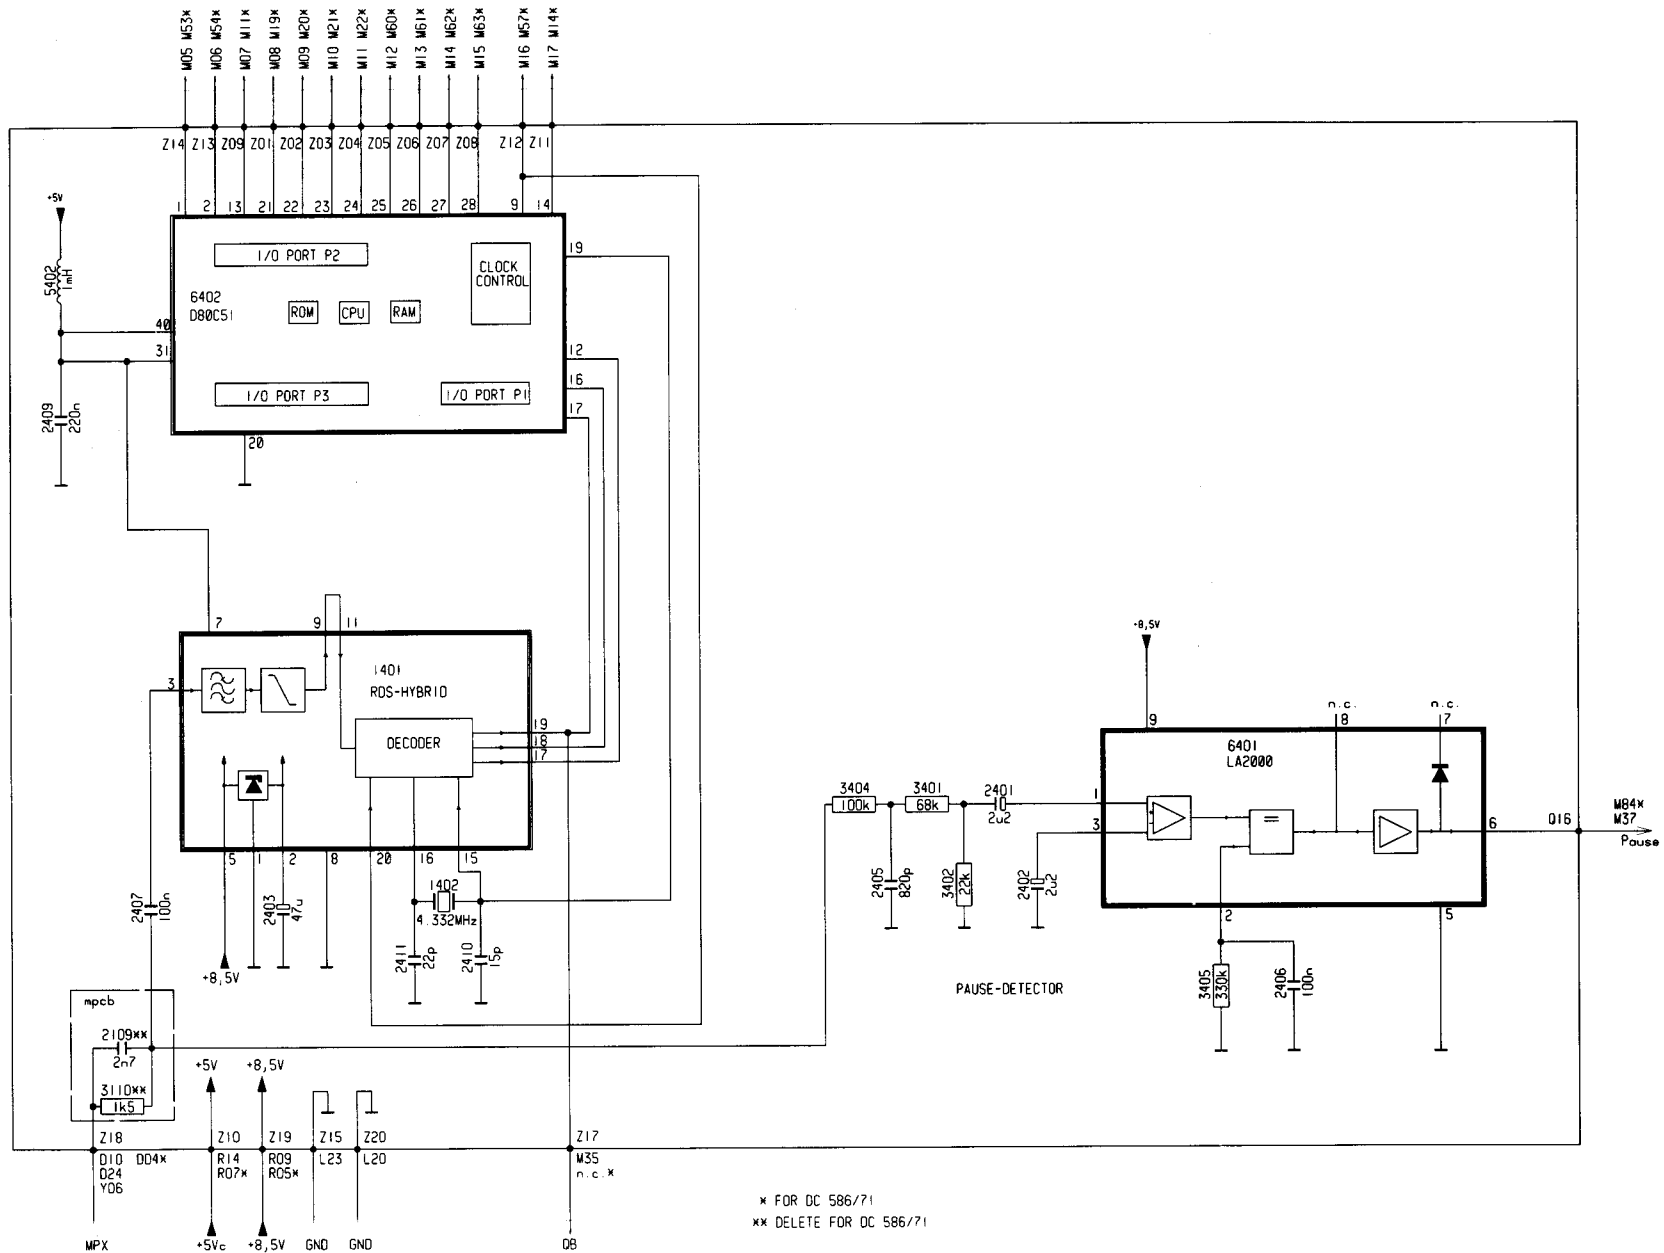 M05 M53*
M06 M54*
M07 M11*
M08 M19*
M09 M20*
M10 M21*
M11 M22*
M12 M60*
M13 M61*
M14 M62*
M15 M63*
M16 M57*
M17 M14*
Z14 Z13 Z09 Z01 Z02 Z03 Z04 Z05 Z06 Z07 Z08 Z12 Z11
1 2 13 21 22 23 24 25 26 27 28 9 14
+5V
5402
1mH
40
31
2409
220n
I/O PORT P2
CLOCK
CONTROL
6402
D80C51
ROM
CPU
RAM
I/O PORT P3
I/O PORT P1
19
12
16
17
20
7
9
11
3
1401
RDS-HYBRID
DECODER
19
18
17
5
1
2
8
20
16
15
2407
100n
2403
47u
+8,5V
1402
4.332MHz
2411
22p
2410
15p
mpcb
2109**
2n7
3110**
1k5
+5V
+8,5V
Z18
Z10
Z19
Z15
Z20
Z17
D10 DD4*
D24
Y06
R14
R07*
R09
R05*
L23
L20
M35
n.c.*
MPX
+5Vc
+8,5V
GND
GND
QB
3404
100k
3401
68k
2401
2u2
2405
820p
3402
22k
2402
2u2
+8,5V
9
n.c.
8
n.c.
7
6401
LA2000
1
3
=
6
2
5
3405
330k
2406
100n
PAUSE-DETECTOR
Q16
M84*
M37
Pause
* FOR DC 586/71
** DELETE FOR DC 586/71